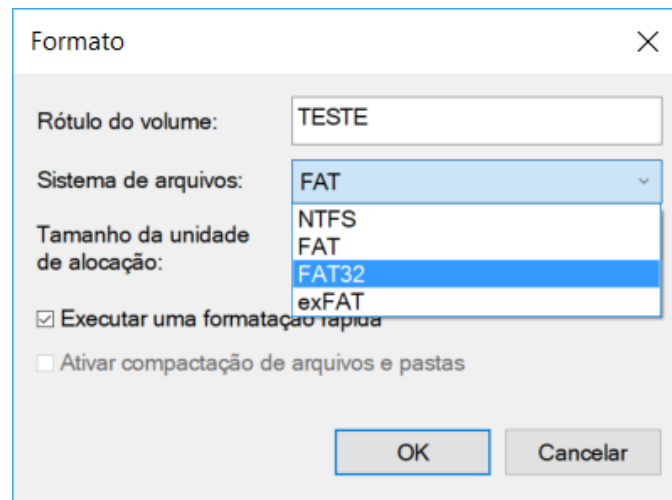 Formato
Rótulo do volume:
TESTE
Sistema de arquivos:
FAT
NTFS
FAT
FAT32
exFAT
Tamanho da unidade
de alocação:
Executar uma formatação rápida
Ativar compactação de arquivos e pastas
OK
Cancelar